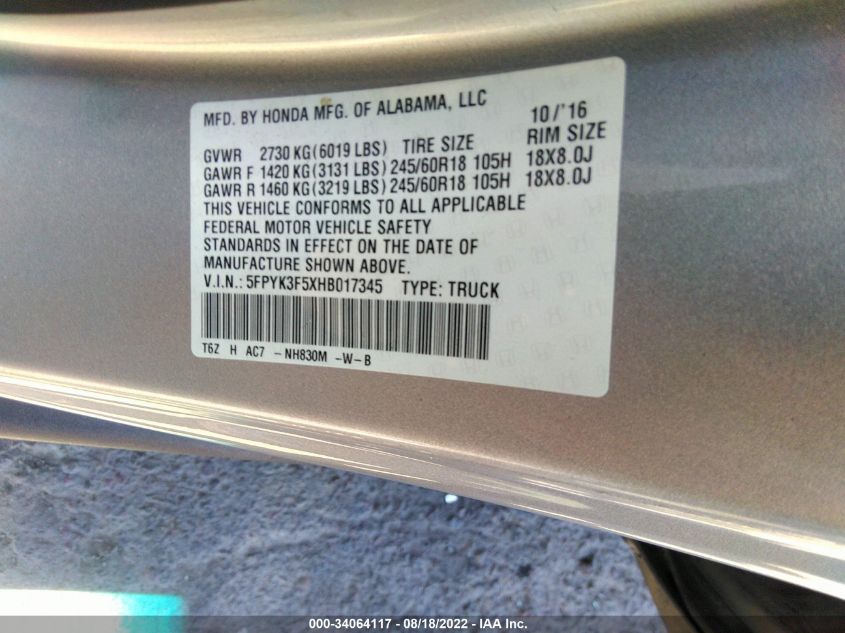 MFD. BY HONDA MFG. OF ALABAMA, LLC 10/'16
GVWR 2730 KG(6019 LBS) TIRE SIZE RIM SIZE
GAWR F 1420 KG(3131 LBS)245/60R18 105H 18X8.0J
GAWR R 1460 KG(3219 LBS)245/60R18 105H 18X8.0J
THIS VEHICLE CONFORMS TO ALL APPLICABLE
FEDERAL MOTOR VEHICLE SAFETY
STANDARDS IN EFFECT ON THE DATE OF
MANUFACTURE SHOWN ABOVE.
V.I.N.: 5FPYK3F5XHB017345 TYPE: TRUCK
T6Z H AC7 -NH830M -W-B
000-34064117 - 08/18/2022 - IAA Inc.